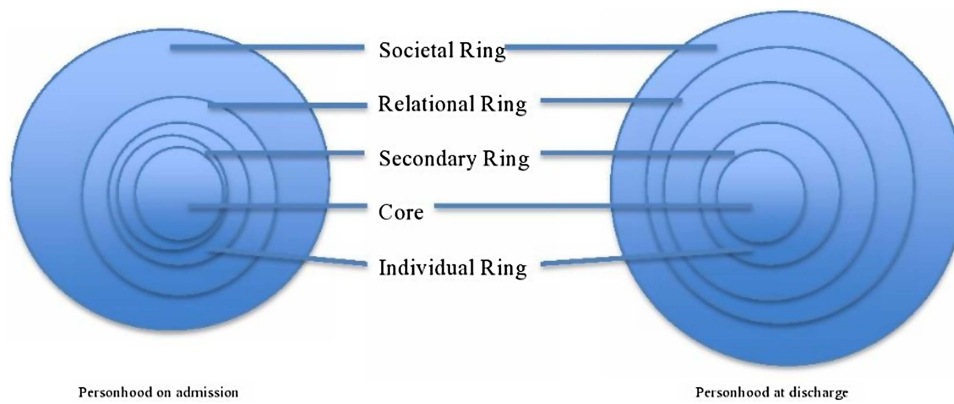 Societal Ring
Relational Ring
Secondary Ring
Core
Individual Ring
Personhood on admission
Personhood at discharge